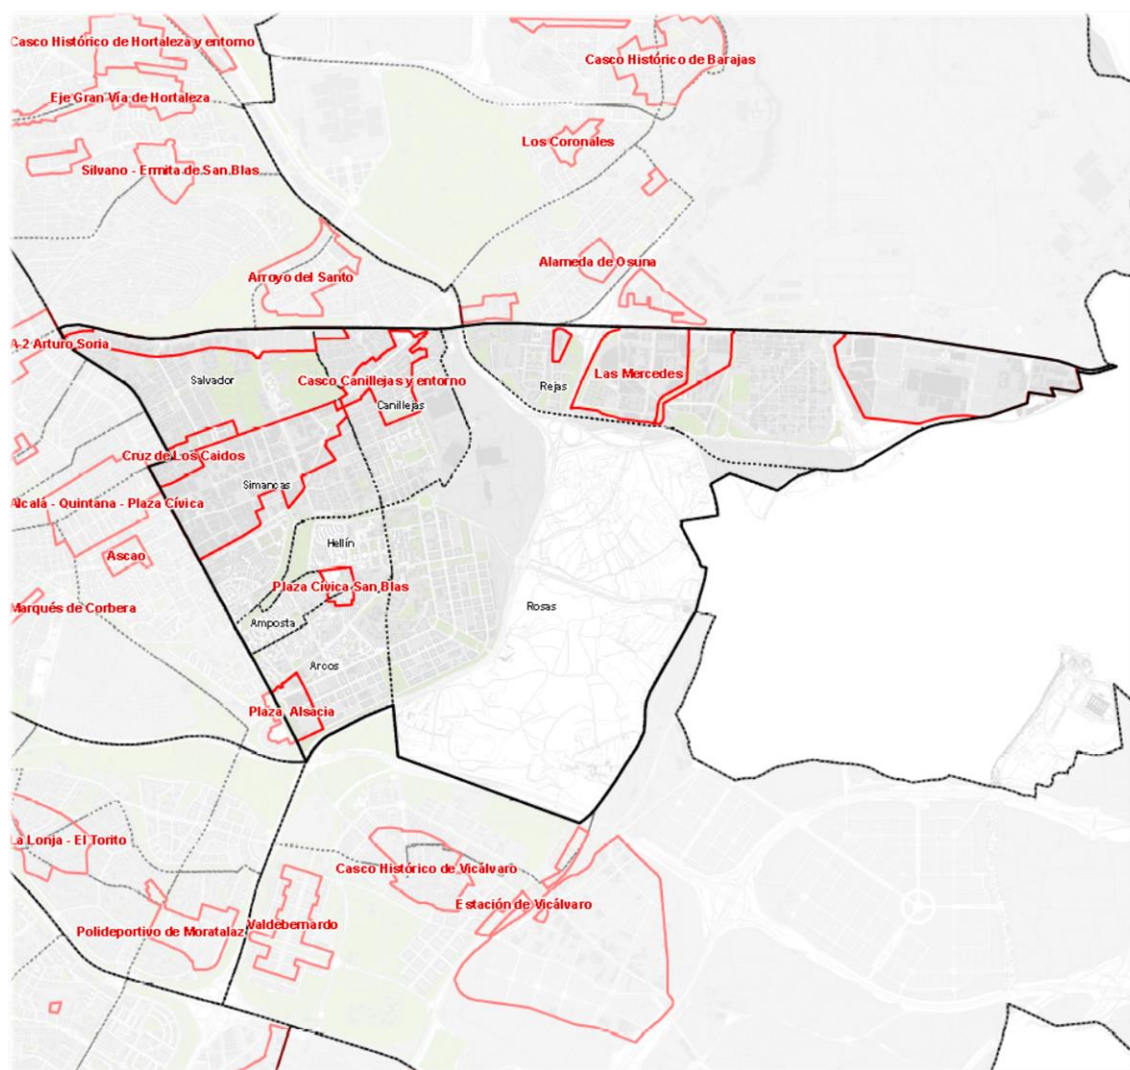 Casco Histórico de Hortaleza y entorno
Casco Histórico de Barajas
Eje Gran Vía de Hortaleza
Los Coronales
Silvano - Ermita de San Blas
Alameda de Osuna
Arroyo del Santo
A-2 Arturo Soria
Las Mercedes
Salvador
Casco Canillejas y entorno
Rejas
Canillejas
Cruz de Los Caidos
Simancas
Alcalá - Quintana - Plaza Cívica
Hellín
Ascao
Plaza Cívica San Blas
Marqués de Corbera
Rosas
Amposta
Arcos
Plaza Alsacia
La Lonja - El Torito
Casco Histórico de Vicálvaro
Estación de Vicálvaro
Polideportivo de Moratalaz
Valdebernardo